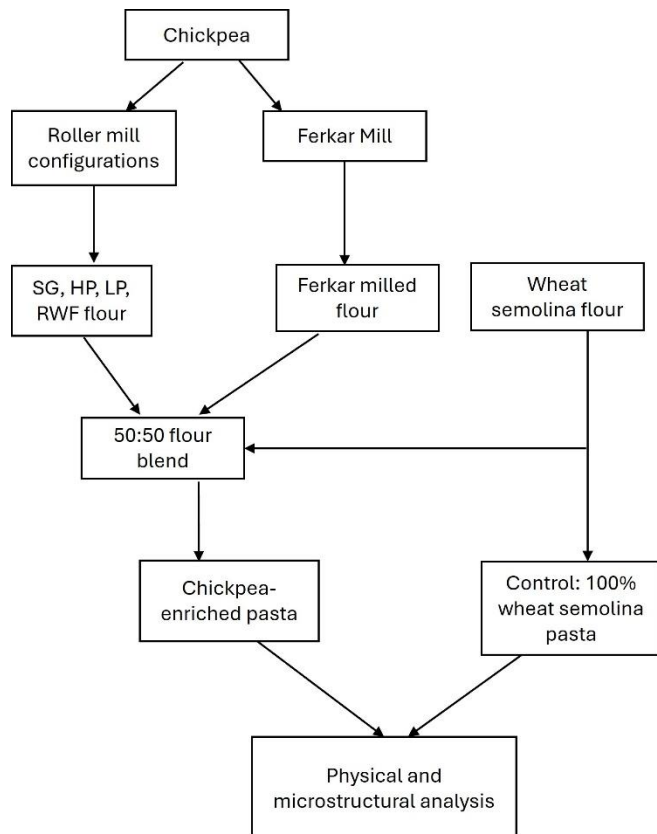 Chickpea
Roller mill
configurations
Ferkar Mill
SG, HP, LP,
RWF flour
Ferkar milled
flour
Wheat
semolina flour
50:50 flour
blend
Chickpea-
enriched pasta
Control: 100%
wheat semolina
pasta
Physical and
microstructural analysis